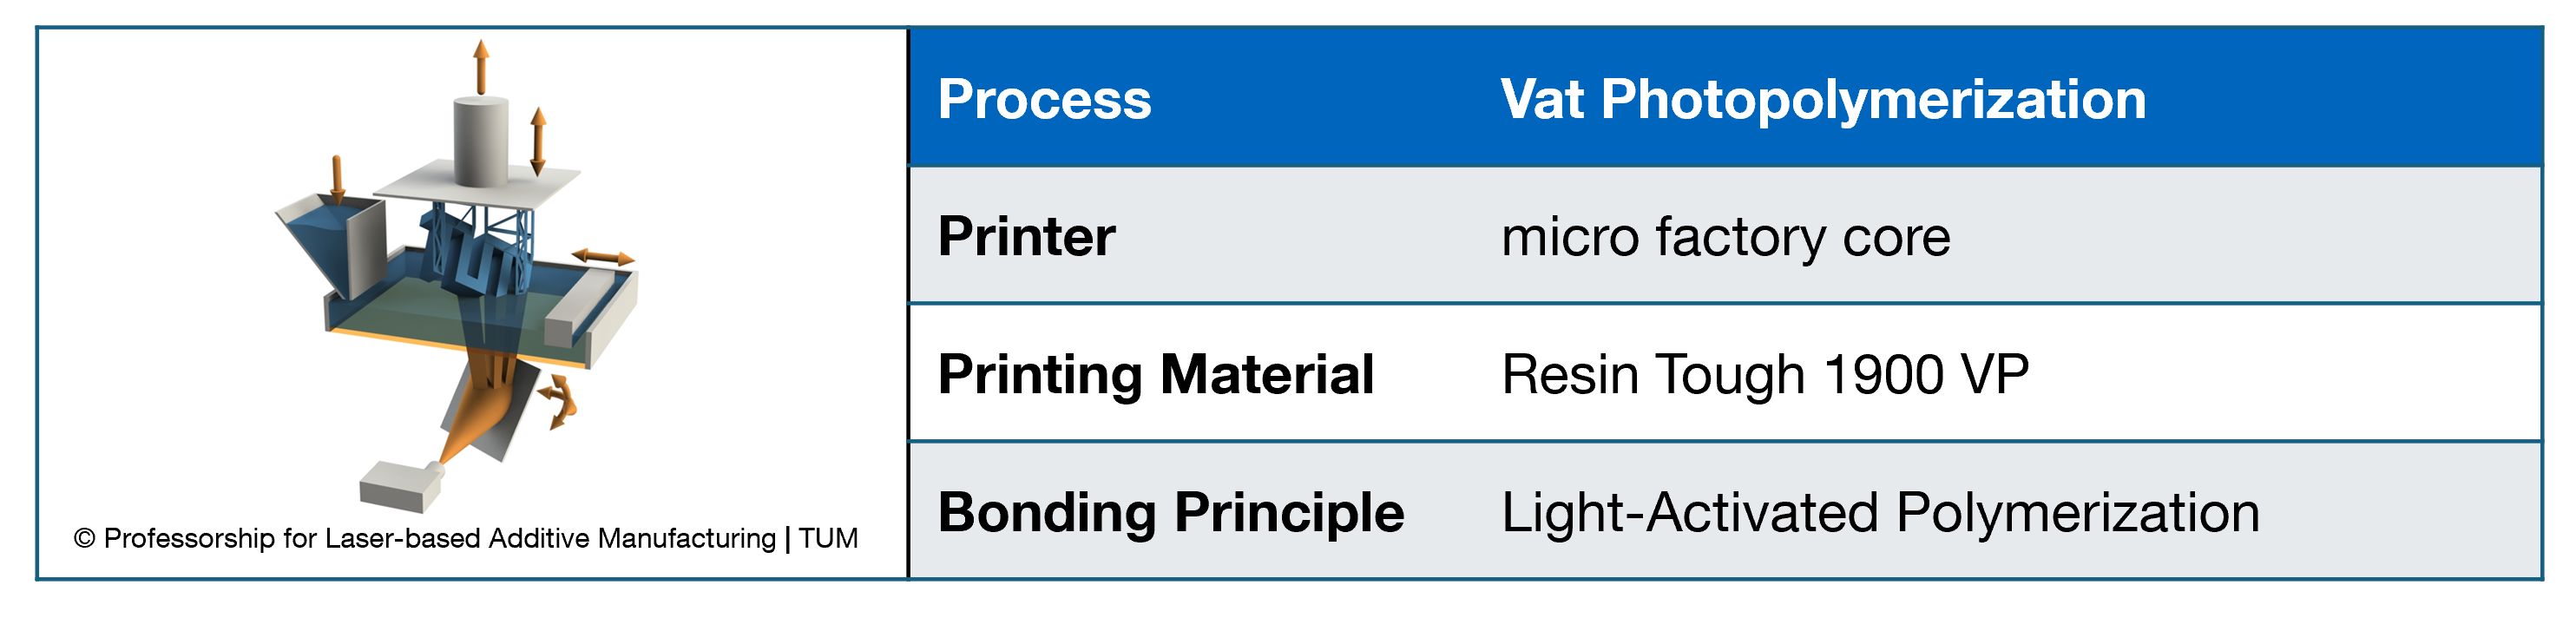 Process Vat Photopolymerization
Printer micro factory core
Printing Material Resin Tough 1900 VP
Bonding Principle Light-Activated Polymerization
TUM
© Professorship for Laser-based Additive Manufacturing | TUM